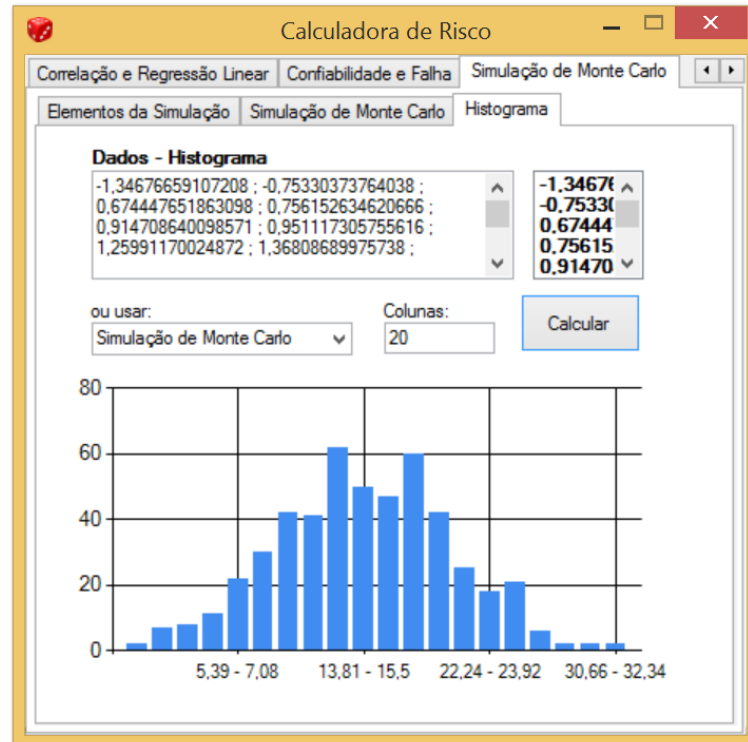 Calculadora de Risco
Correlação e Regressão Linear Confiabilidade e Falha Simulação de Monte Carlo
Elementos da Simulação Simulação de Monte Carlo Histograma
Dados - Histograma
-1,34676659107208 ; -0,75330373764038 ;
0,674447651863098 ; 0,756152634620666 ;
0,914708640098571 ; 0,951117305755616 ;
1,25991170024872 ; 1,36808689975738 ;
-1,34676
-0,7533
0,67444
0,75615
0,91470
ou usar:
Simulação de Monte Carlo
Colunas:
20
Calcular
80
60
40
20
0
5,39 - 7,08 13,81 - 15,5 22,24 - 23,92 30,66 - 32,34